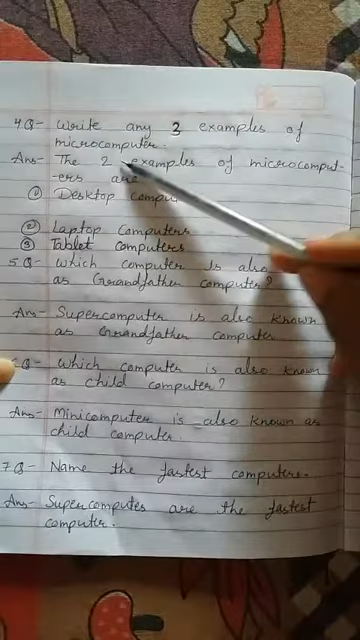 4Q- Write any 3 examples of
microcomputer.
Ans- The 2 examples of microcomput-
-ers are
① Desktop compu
② Laptop Computers
③ Tablet Computers
5Q- Which computer is also
as Grandfather computer?
Ans- Supercomputer is also known
as Grandfather computer
Q- Which computer is also known
as child computer?
Ans- Minicomputer is also known as
child computer.
7Q- Name the fastest computers.
Ans- Supercomputes are the fastest
computer.